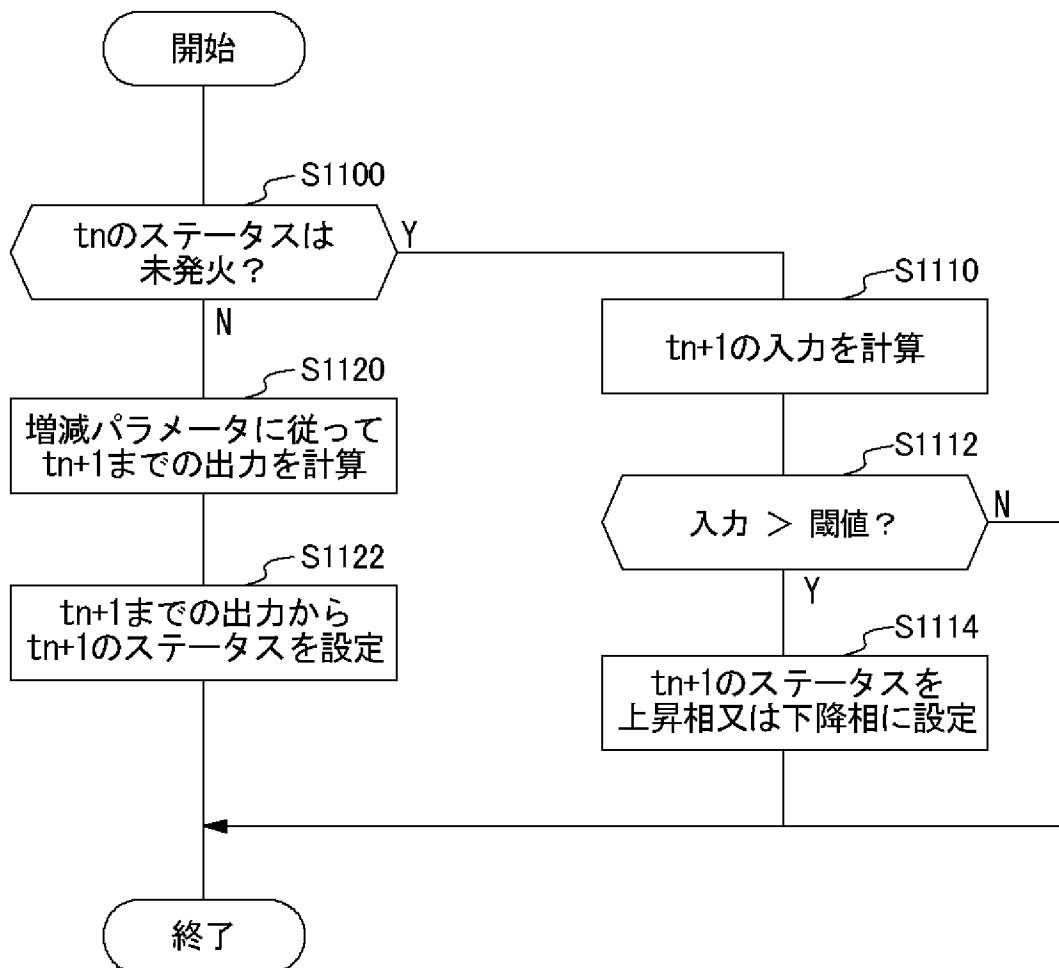 開始
S1100
tnのステータスは
未発火？
Y
N
S1110
tn+1の入力を計算
S1120
増減パラメータに従って
tn+1までの出力を計算
S1112
入力 ＞ 閾値？
N
Y
S1122
tn+1までの出力から
tn+1のステータスを設定
S1114
tn+1のステータスを
上昇相又は下降相に設定
終了